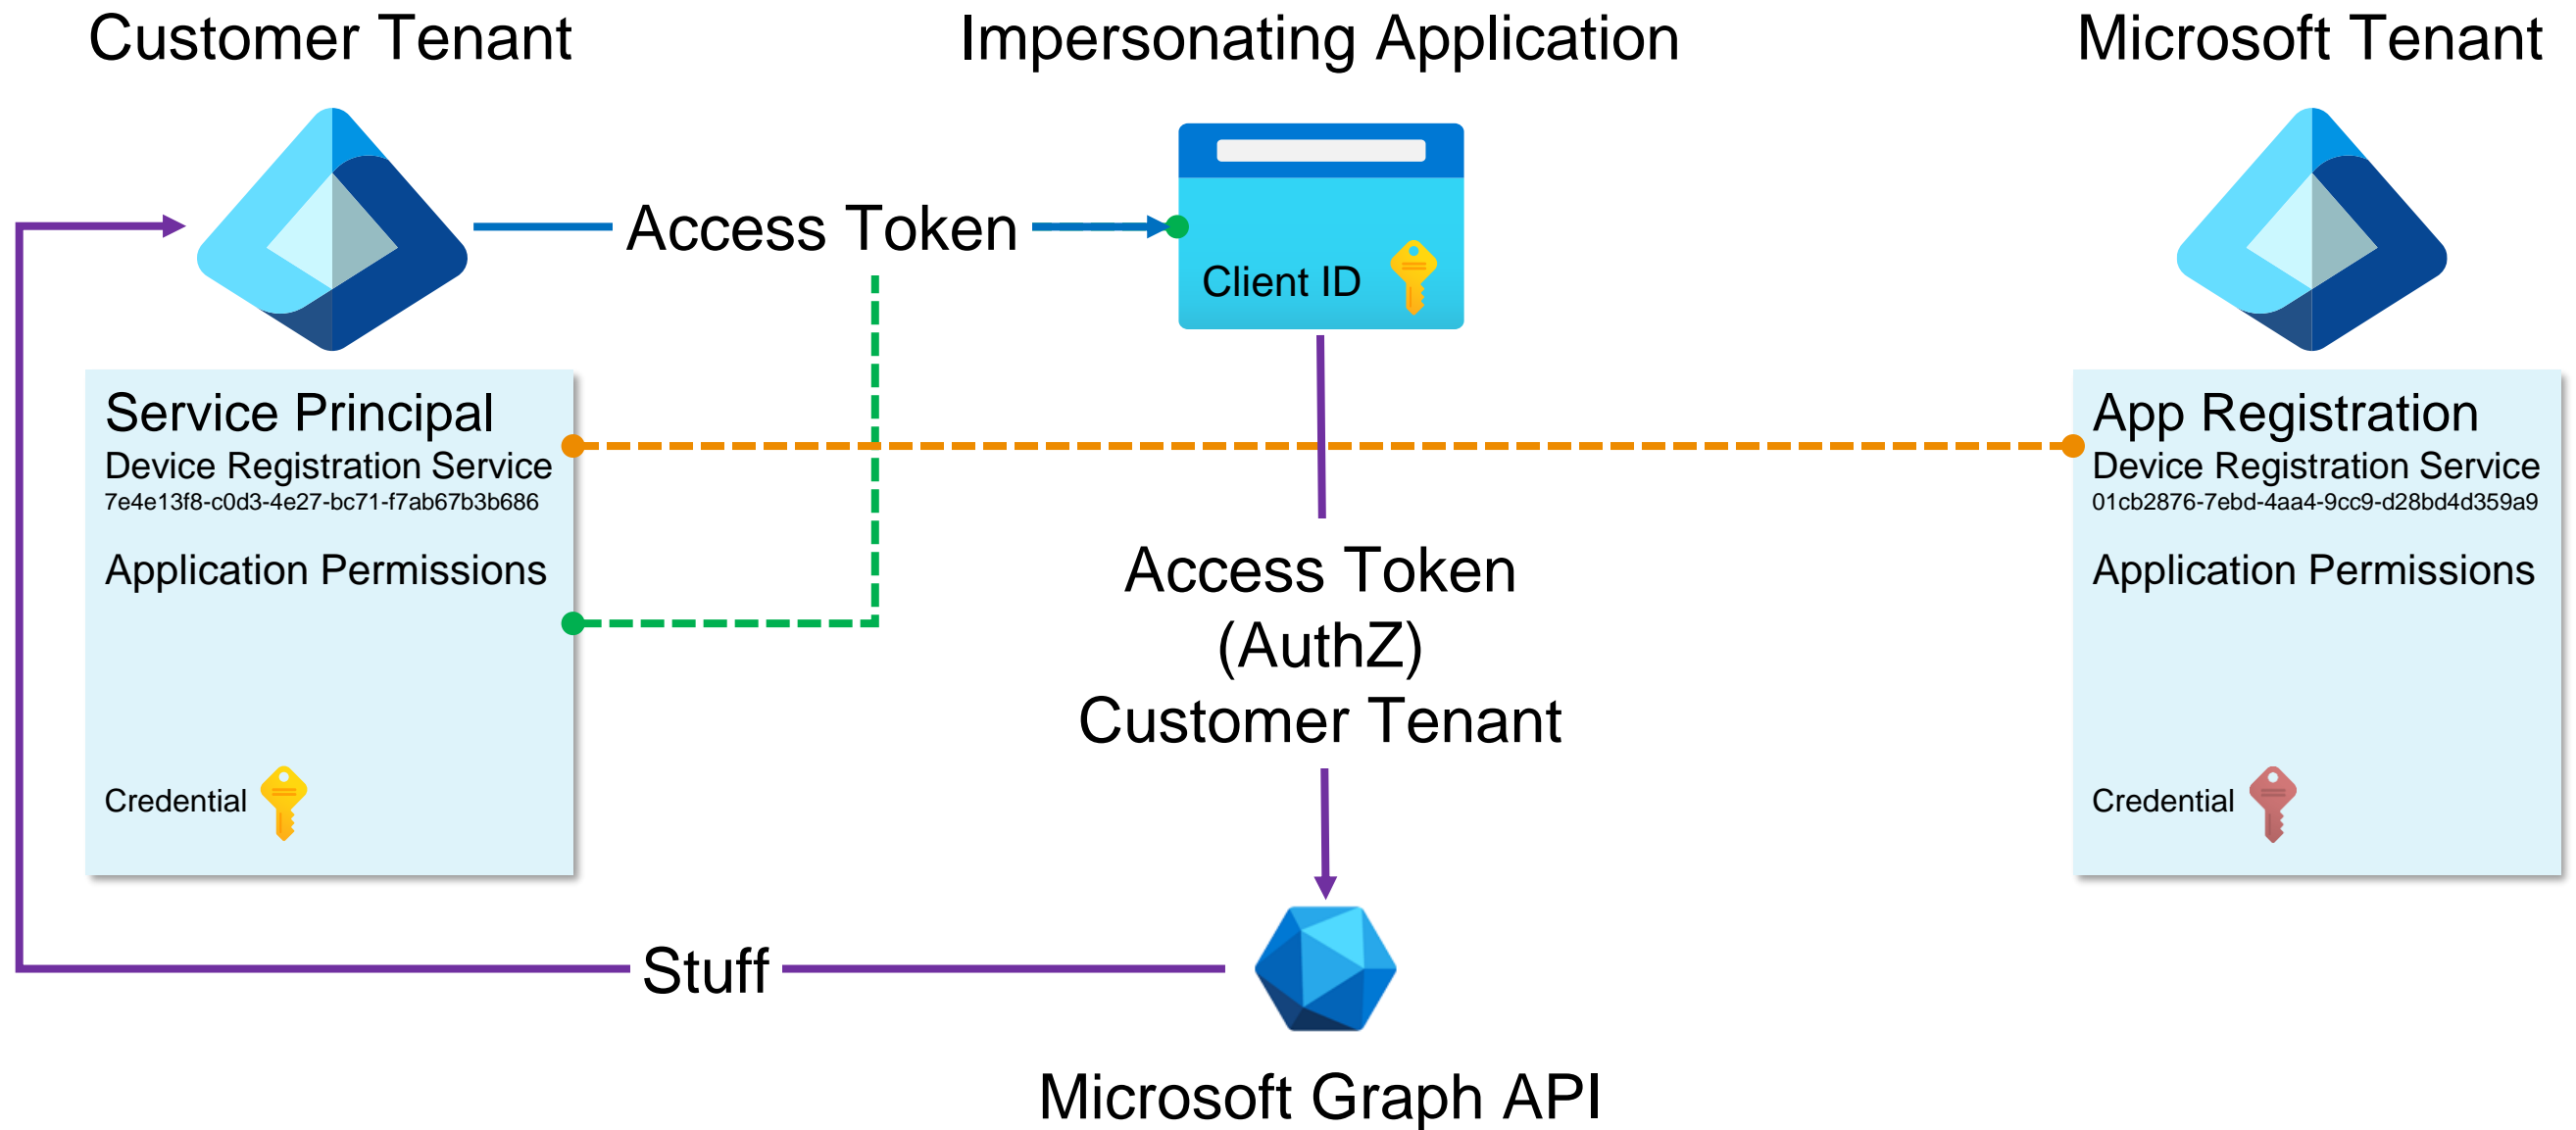 Customer Tenant
Impersonating Application
Microsoft Tenant
Access Token
Client ID
Service Principal
Device Registration Service
7e4e13f8-c0d3-4e27-bc71-f7ab67b3b686
Application Permissions
Credential
App Registration
Device Registration Service
01cb2876-7ebd-4aa4-9cc9-d28bd4d359a9
Application Permissions
Credential
Access Token
(AuthZ)
Customer Tenant
Stuff
Microsoft Graph API